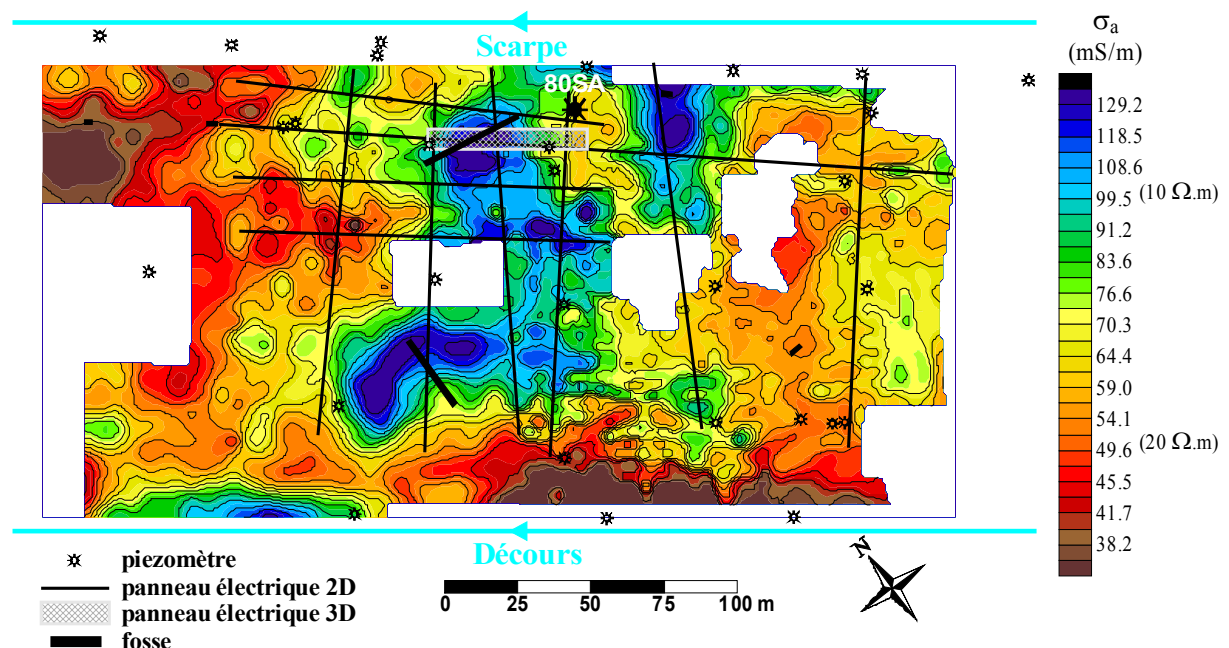 σa
(mS/m)
Scarpe
80SA
129.2
118.5
108.6
99.5
(10 Ω.m)
91.2
83.6
76.6
70.3
64.4
59.0
54.1
49.6
(20 Ω.m)
45.5
41.7
38.2
Décours
N
piezomètre
panneau électrique 2D
panneau électrique 3D
fosse
0 25 50 75 100 m